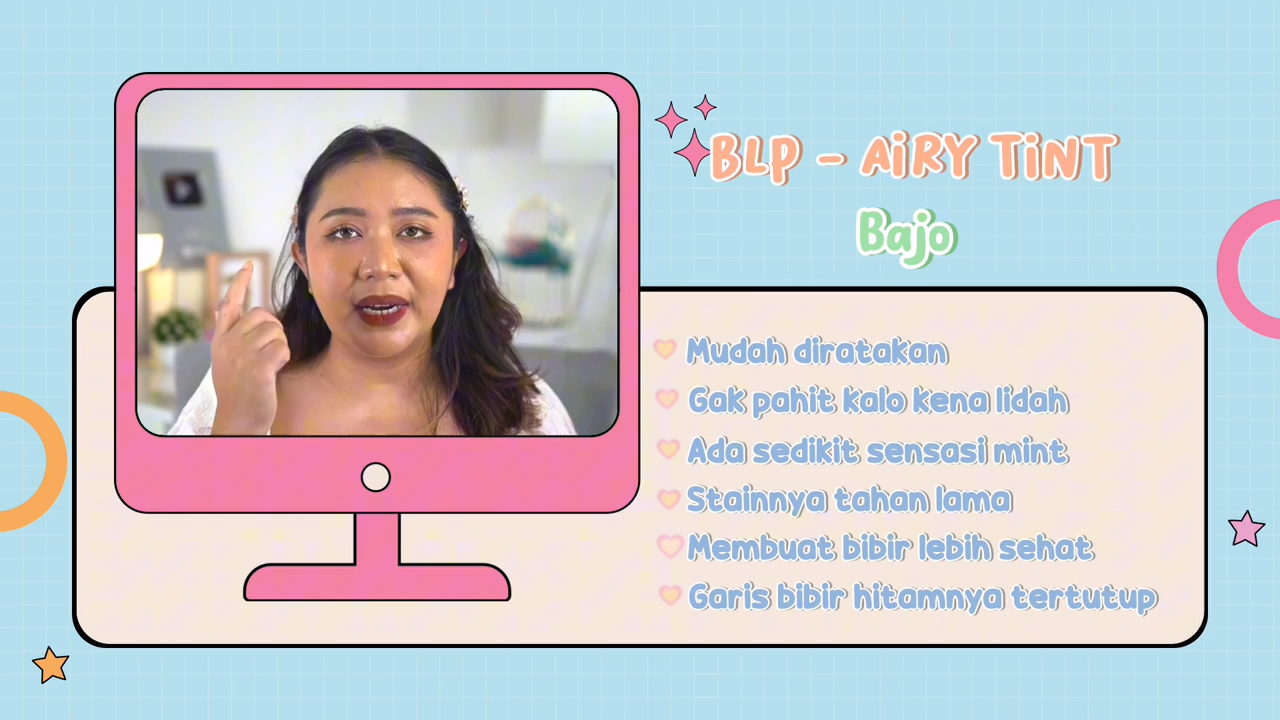 BLP - AiRY TiNT
Bajo
Mudah diratakan
Gak pahit kalo kena lidah
Ada sedikit sensasi mint
Stainnya tahan lama
Membuat bibir lebih sehat
Garis bibir hitamnya tertutup